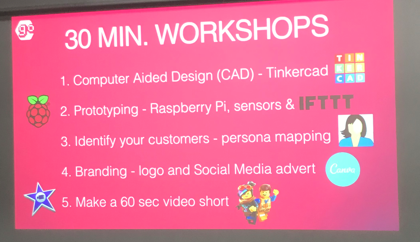 go
30 MIN. WORKSHOPS
1. Computer Aided Design (CAD) - Tinkercad
TIN
KER
CAD
2. Prototyping - Raspberry Pi, sensors & IFTTT
3. Identify your customers - persona mapping
4. Branding - logo and Social Media advert
Canva
5. Make a 60 sec video short